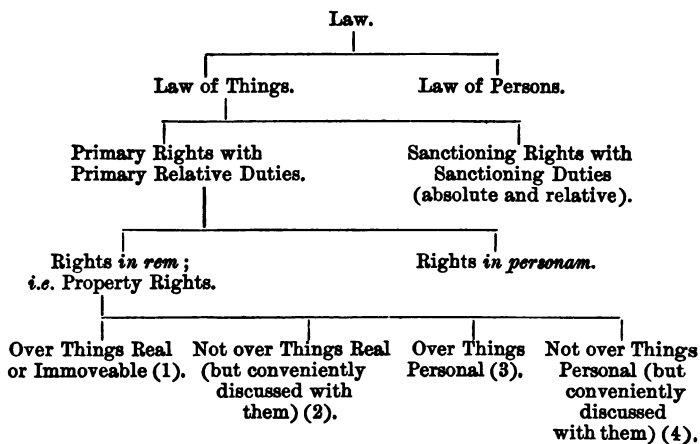 Law.
Law of Things.
Law of Persons.
Primary Rights with
Primary Relative Duties.
Sanctioning Rights with
Sanctioning Duties
(absolute and relative).
Rights in rem ;
i.e. Property Rights.
Rights in personam.
Over Things Real
or Immoveable (1).
Not over Things Real
(but conveniently
discussed with
them) (2).
Over Things
Personal (3).
Not over Things
Personal (but
conveniently
discussed
with them) (4).